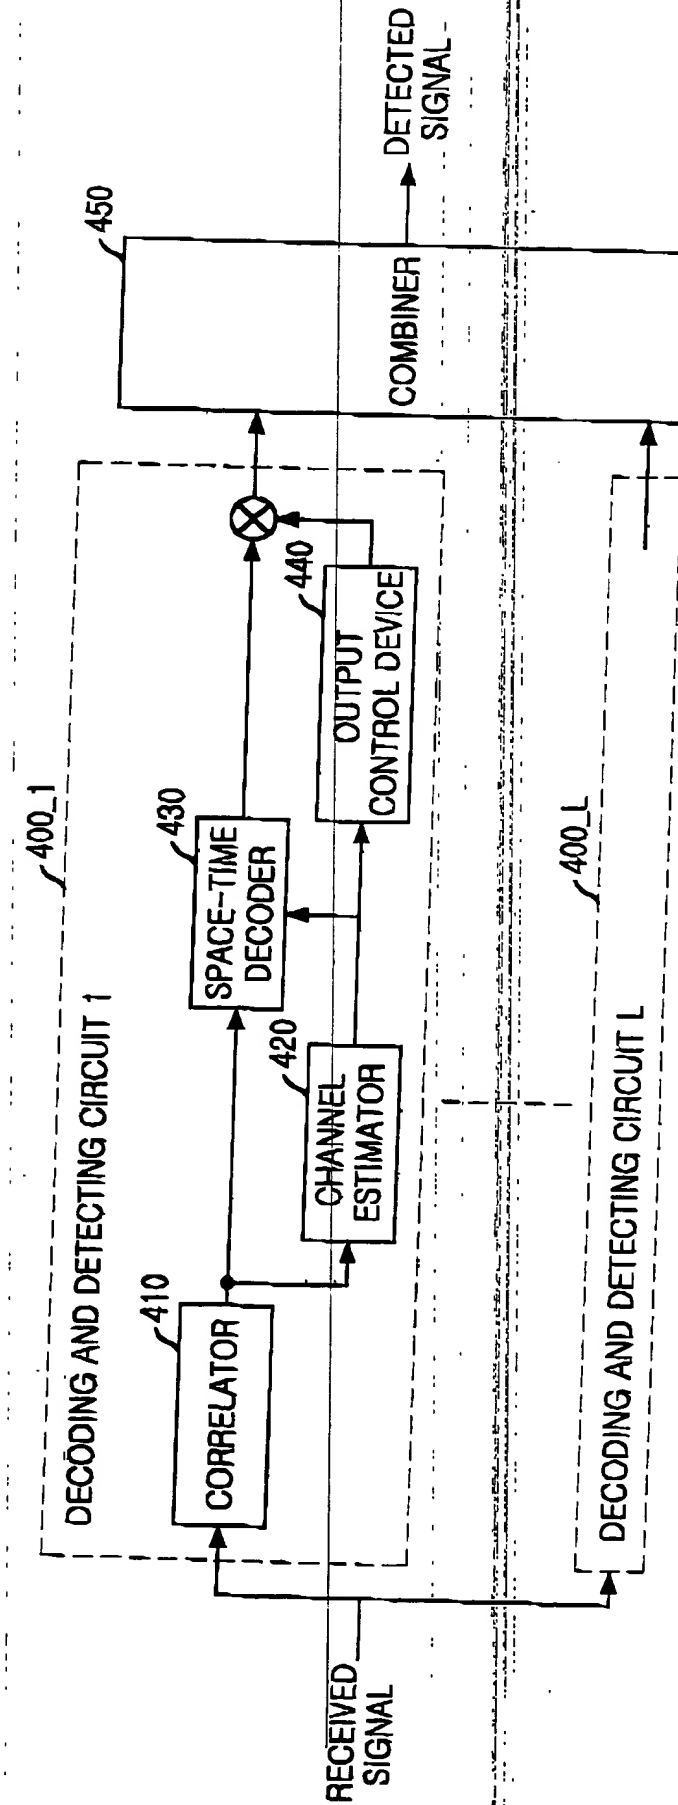 400_1
DECODING AND DETECTING CIRCUIT 1
RECEIVED
SIGNAL
410
CORRELATOR
420
CHANNEL
ESTIMATOR
430
SPACE-TIME
DECODER
440
OUTPUT
CONTROL DEVICE
450
COMBINER
DETECTED
SIGNAL
400_L
DECODING AND DETECTING CIRCUIT L